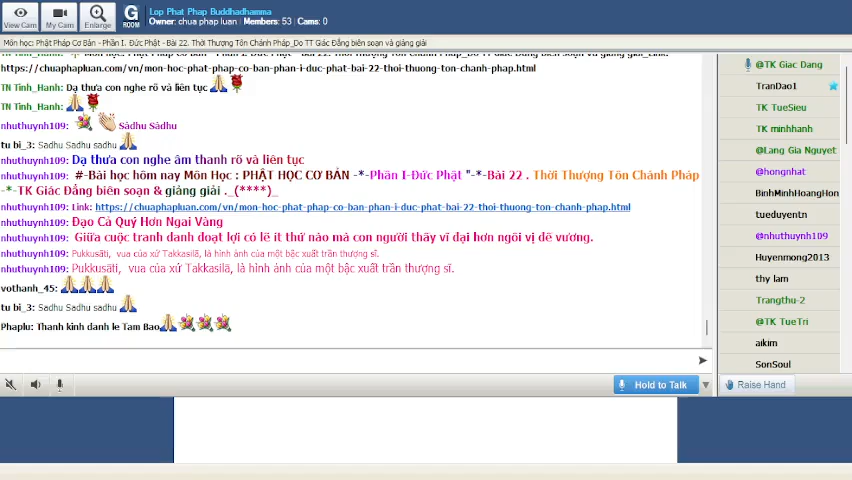 View Cam
My Cam
Enlarge
G ROOM
Lop Phat Phap Buddhadhamma
Owner: chua phap luan | Members: 53 | Cams: 0
Môn học: Phật Pháp Cơ Bản - Phần I. Đức Phật -Bài 22. Thời Thượng Tôn Chánh Pháp_Do TT Giác Đẳng biên soạn và giảng giải
https://chuaphapluan.com/vn/mon-hoc-phat-phap-co-ban-phan-i-duc-phat-bai-22-thoi-thuong-ton-chanh-phap.html
TN Tinh_Hanh: Dạ thưa con nghe rõ và liên tục
TN Tinh_Hanh:
nhuthuynh109: Sādhu Sādhu
tu bi_3: Sadhu Sadhu sadhu
nhuthuynh109: Dạ thưa con nghe âm thanh rõ và liên tục
nhuthuynh109: #-Bài học hôm nay Môn Học : PHẬT HỌC CƠ BẢN -*-Phần I-Đức Phật "-*-Bài 22 . Thời Thượng Tôn Chánh Pháp
-*-TK Giác Đẳng biên soạn & giảng giải ._(****)_
nhuthuynh109: Link: https://chuaphapluan.com/vn/mon-hoc-phat-phap-co-ban-phan-i-duc-phat-bai-22-thoi-thuong-ton-chanh-phap.html
nhuthuynh109: Đạo Cả Quý Hơn Ngai Vàng
nhuthuynh109: Giữa cuộc tranh danh đoạt lợi có lẽ ít thứ nào mà con người thấy vĩ đại hơn ngôi vị đế vương.
nhuthuynh109: Pukkusāti, vua của xứ Takkasilā, là hình ảnh của một bậc xuất trần thượng sĩ.
nhuthuynh109: Pukkusāti, vua của xứ Takkasilā, là hình ảnh của một bậc xuất trần thượng sĩ.
vothanh_45:
tu bi_3: Sadhu Sadhu sadhu
Phaplu: Thanh kinh danh le Tam Bao
Hold to Talk
@TK Giac Dang
TranDao1
TK TueSieu
TK minhhanh
@Lang Gia Nguyet
@hongnhat
BinhMinhHoangHon
tueduyentn
@nhuthuynh109
Huyenmong2013
thy lam
Trangthu-2
@TK TueTri
aikim
SonSoul
Raise Hand